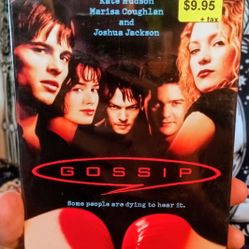 Kate Hudson
Marisa Coughlan
and
Joshua Jackson
$9.95
+ tax
GOSSIP
Some people are dying to hear it.